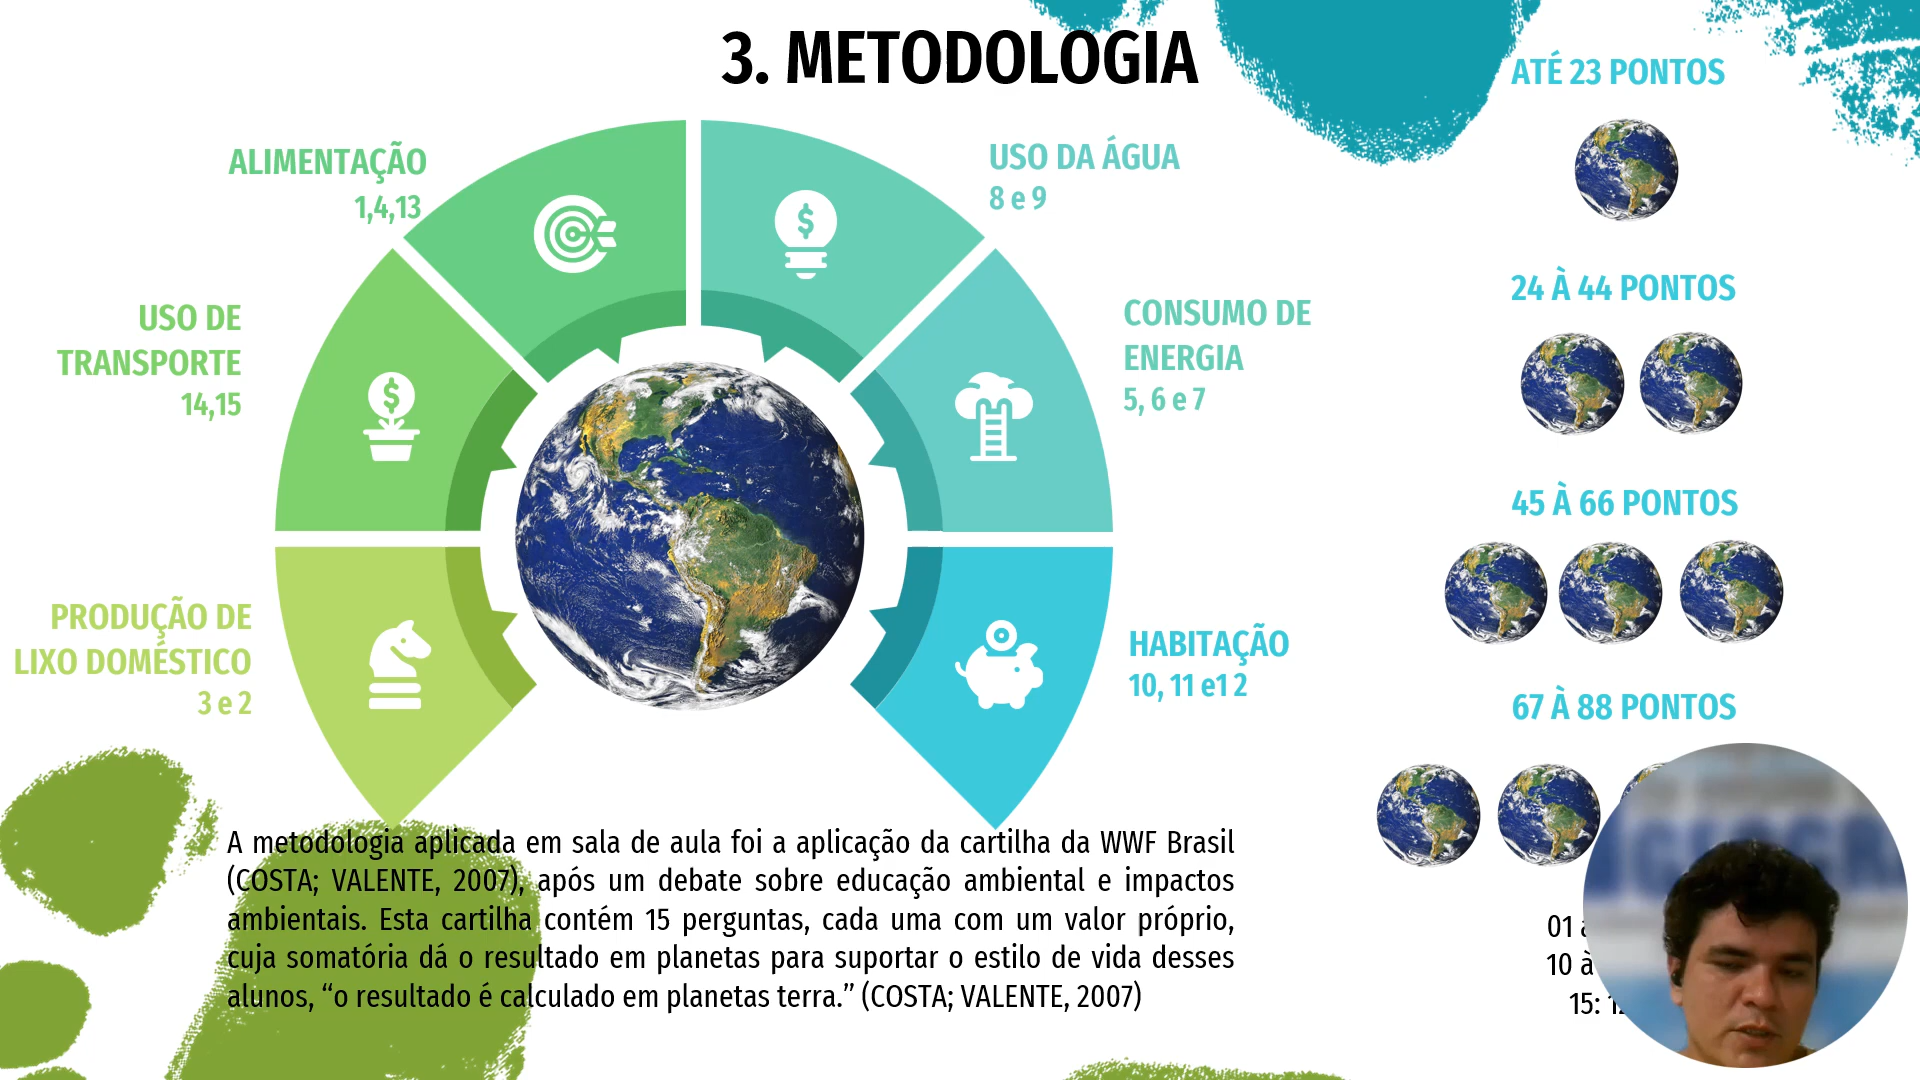 3. METODOLOGIA
ALIMENTAÇÃO
1,4,13
USO DE
TRANSPORTE
14,15
PRODUÇÃO DE
LIXO DOMÉSTICO
3 e 2
USO DA ÁGUA
8 e 9
CONSUMO DE
ENERGIA
5, 6 e 7
HABITAÇÃO
10, 11 e1 2
A metodologia aplicada em sala de aula foi a aplicação da cartilha da WWF Brasil
(COSTA; VALENTE, 2007), após um debate sobre educação ambiental e impactos
ambientais. Esta cartilha contém 15 perguntas, cada uma com um valor próprio,
cuja somatória dá o resultado em planetas para suportar o estilo de vida desses
alunos, “o resultado é calculado em planetas terra.” (COSTA; VALENTE, 2007)
ATÉ 23 PONTOS
24 À 44 PONTOS
45 À 66 PONTOS
67 À 88 PONTOS
01
10 à
15: